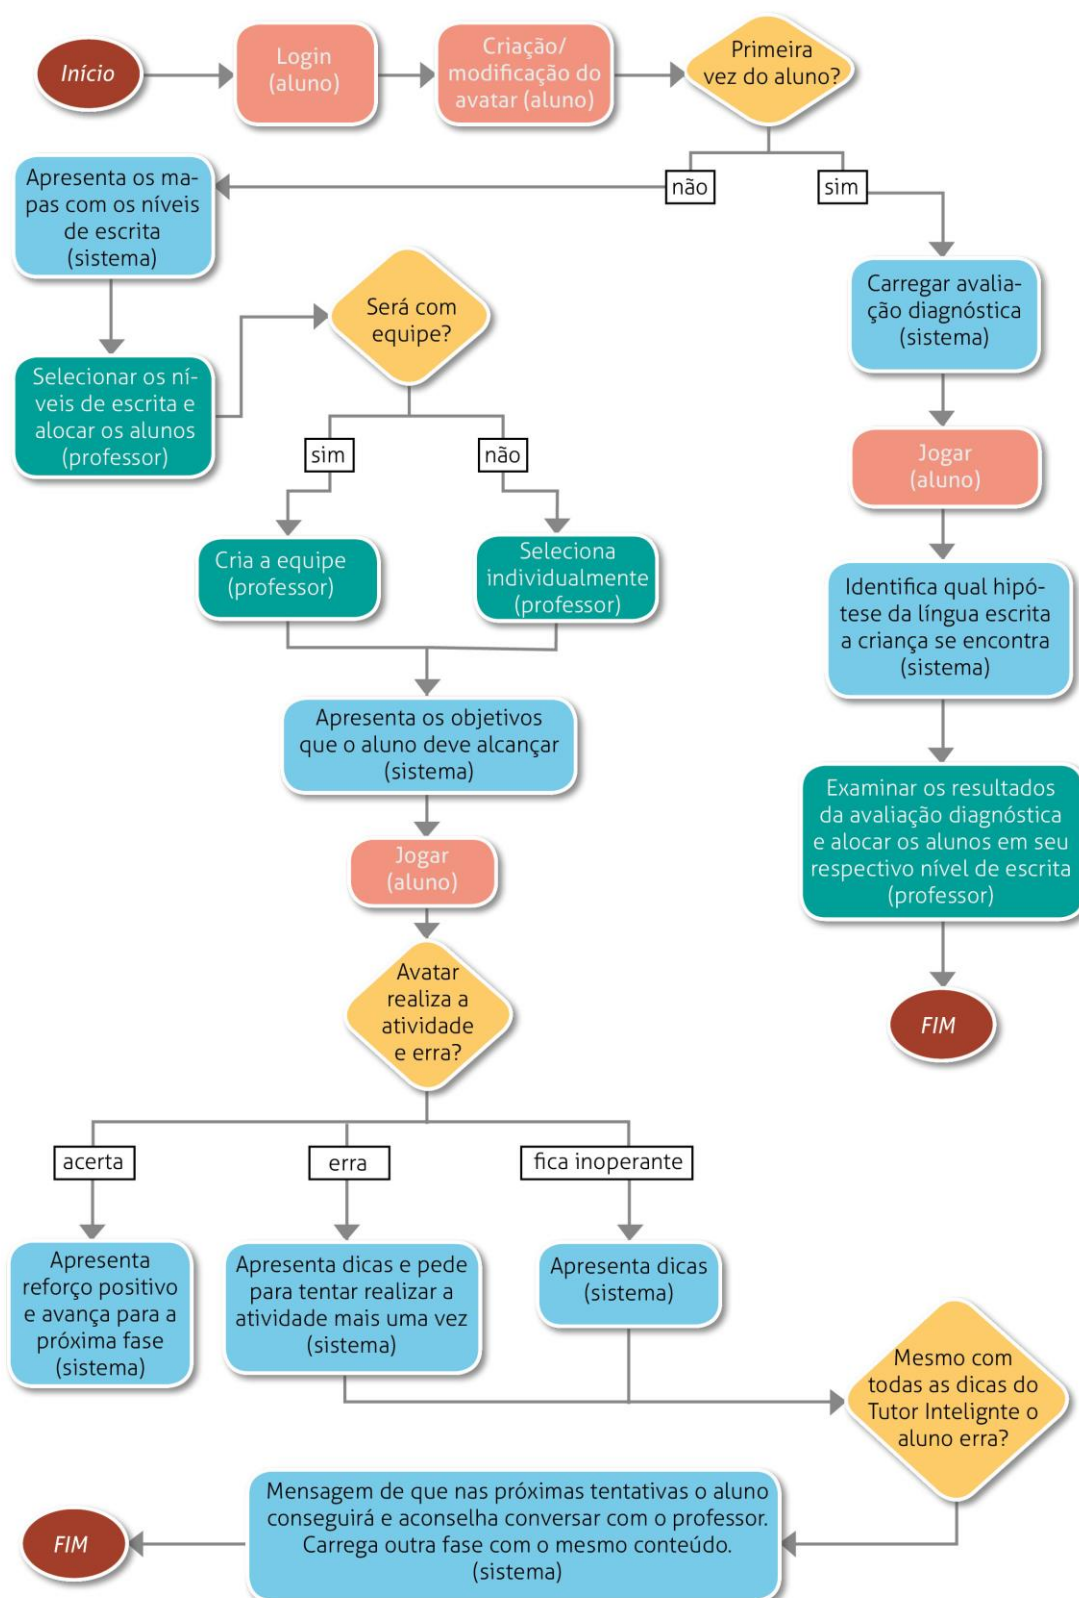 Início
Login
(aluno)
Criação/
modificação do
avatar (aluno)
Primeira
vez do aluno?
não
sim
Apresenta os ma-
pas com os níveis
de escrita
(sistema)
Selecionar os ní-
veis de escrita e
alocar os alunos
(professor)
Será com
equipe?
sim
não
Cria a equipe
(professor)
Seleciona
individualmente
(professor)
Apresenta os objetivos
que o aluno deve alcançar
(sistema)
Jogar
(aluno)
Avatar
realiza a
atividade
e erra?
acerta
erra
fica inoperante
Apresenta
reforço positivo
e avança para a
próxima fase
(sistema)
Apresenta dicas e pede
para tentar realizar a
atividade mais uma vez
(sistema)
Apresenta dicas
(sistema)
Mesmo com
todas as dicas do
Tutor Intelignte o
aluno erra?
Mensagem de que nas próximas tentativas o aluno
conseguirá e aconselha conversar com o professor.
Carrega outra fase com o mesmo conteúdo.
(sistema)
FIM
Carregar avalia-
ção diagnóstica
(sistema)
Jogar
(aluno)
Identifica qual hipó-
tese da língua escrita
a criança se encontra
(sistema)
Examinar os resultados
da avaliação diagnóstica
e alocar os alunos em seu
respectivo nível de escrita
(professor)
FIM